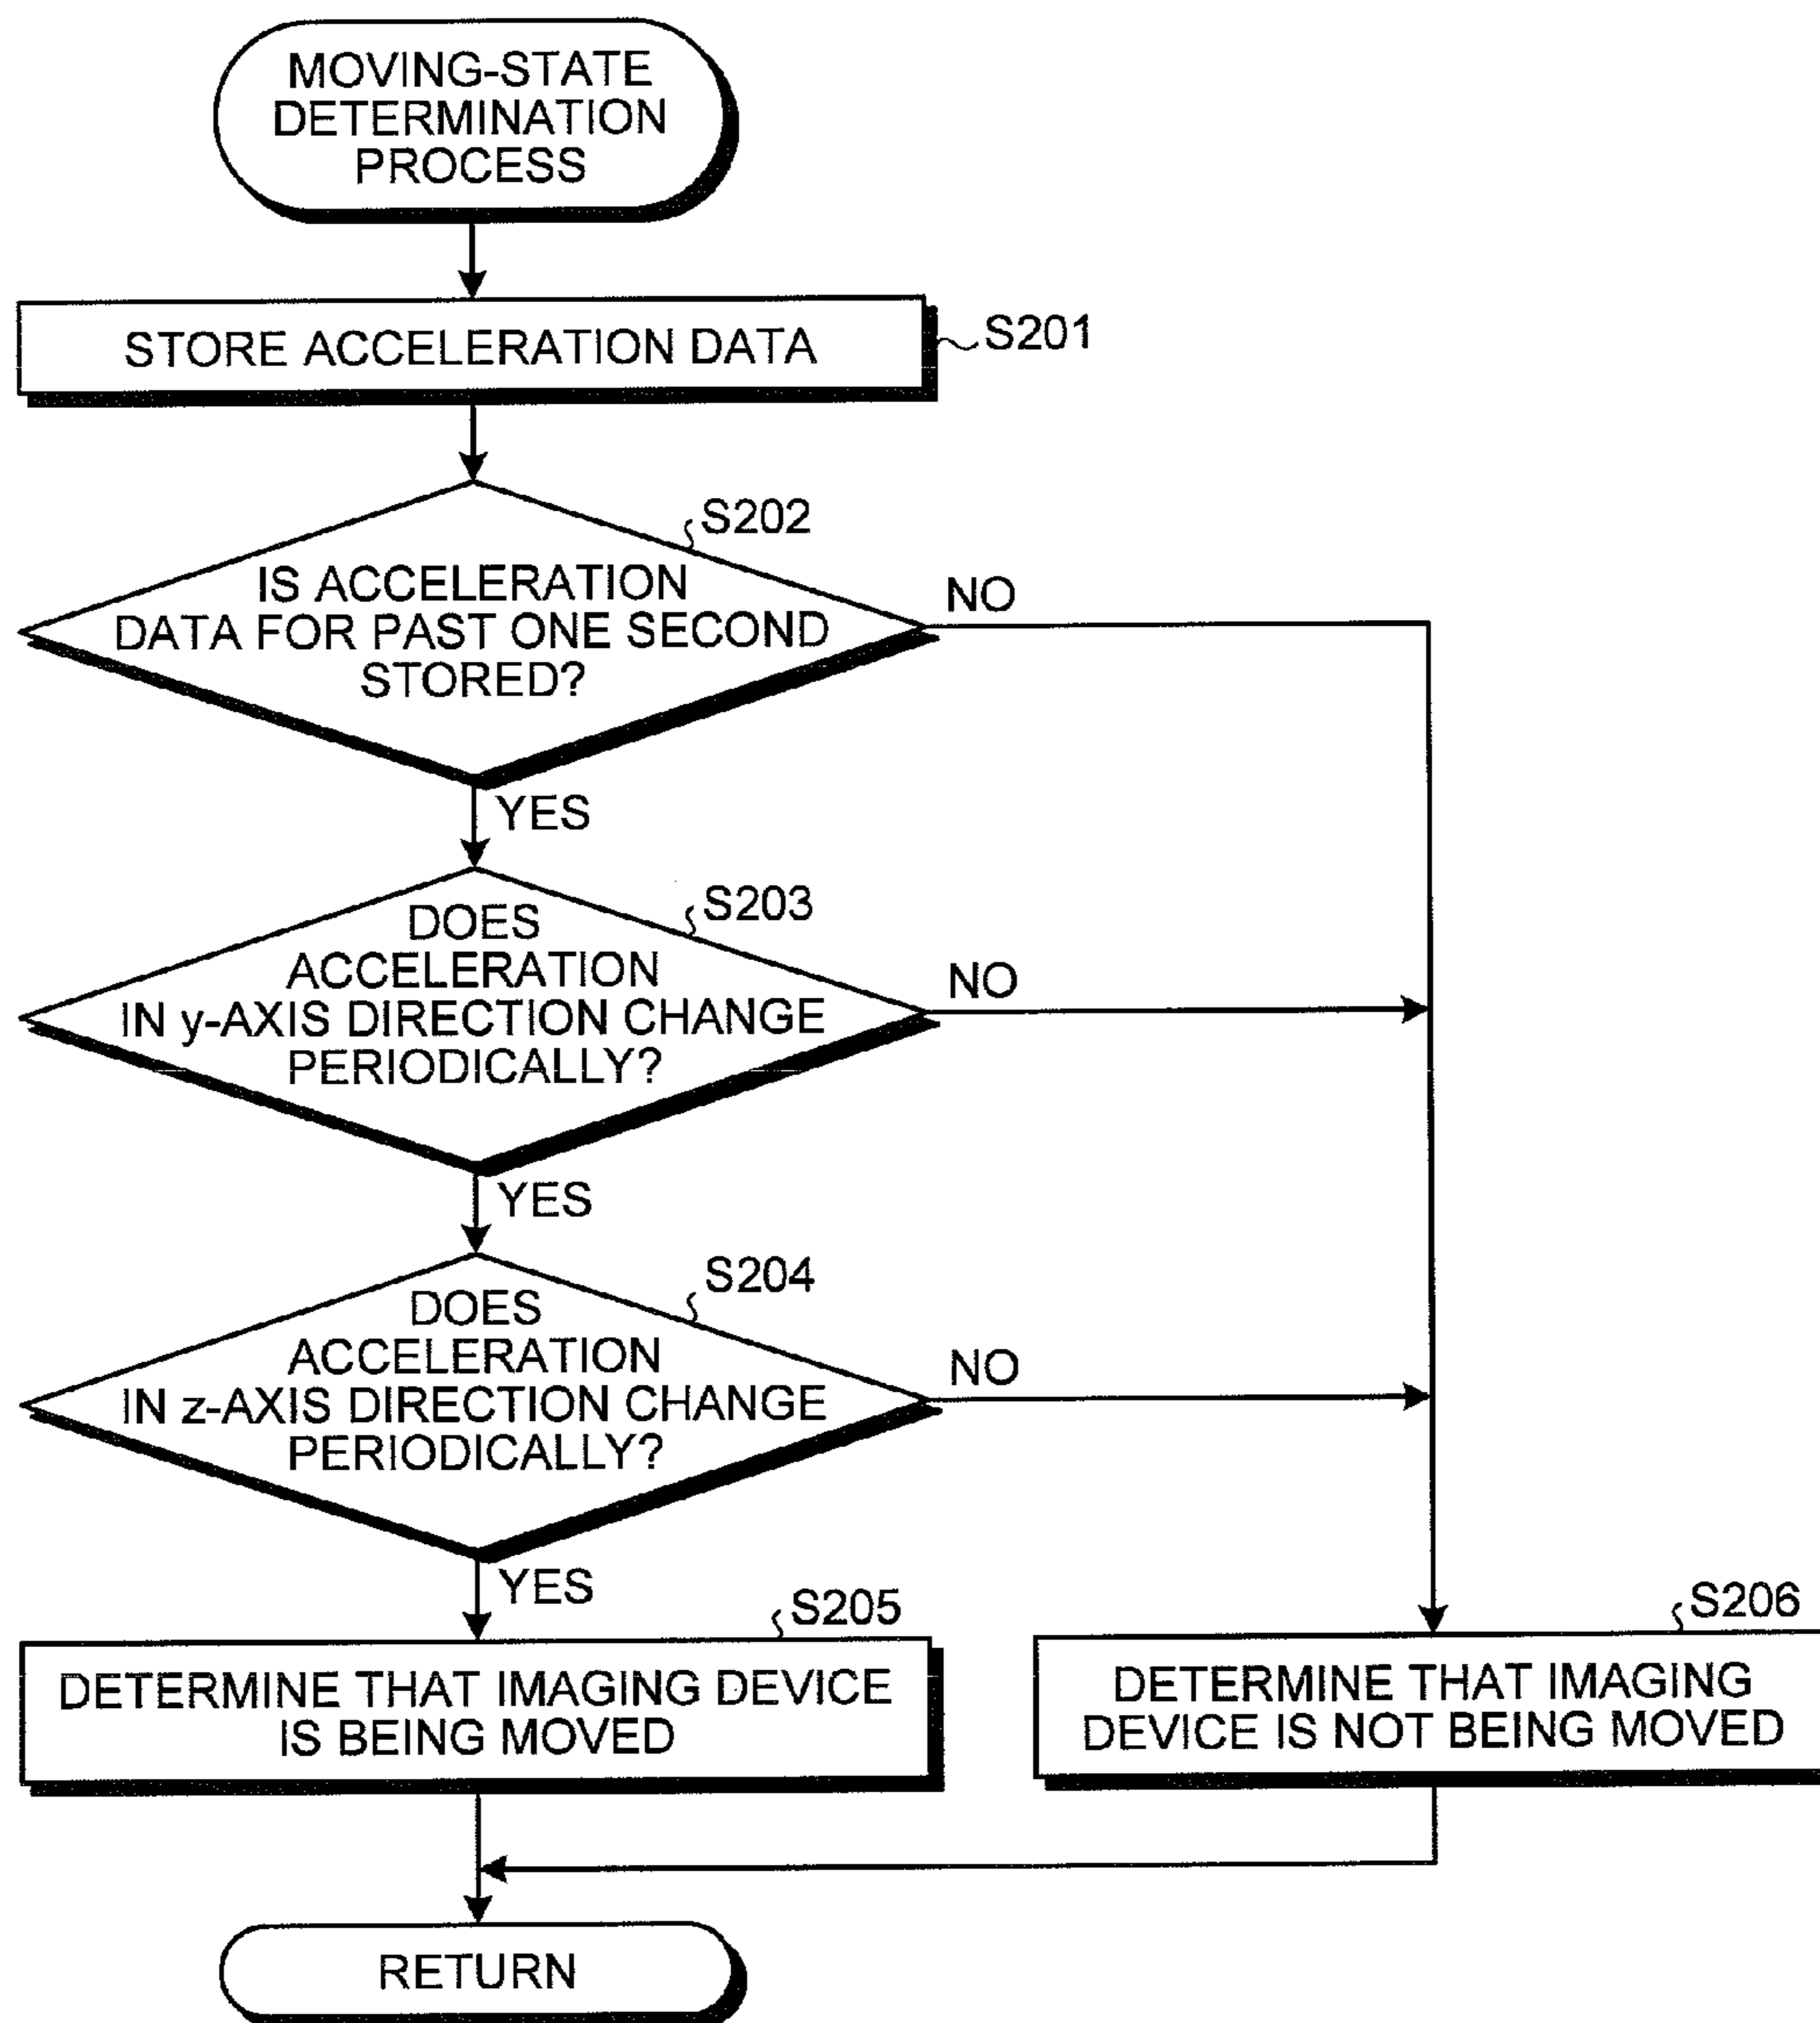 MOVING-STATE
DETERMINATION
PROCESS
STORE ACCELERATION DATA
S201
S202
IS ACCELERATION
DATA FOR PAST ONE SECOND
STORED?
NO
YES
S203
DOES
ACCELERATION
IN y-AXIS DIRECTION CHANGE
PERIODICALLY?
NO
YES
S204
DOES
ACCELERATION
IN z-AXIS DIRECTION CHANGE
PERIODICALLY?
NO
YES
S205
DETERMINE THAT IMAGING DEVICE
IS BEING MOVED
S206
DETERMINE THAT IMAGING
DEVICE IS NOT BEING MOVED
RETURN